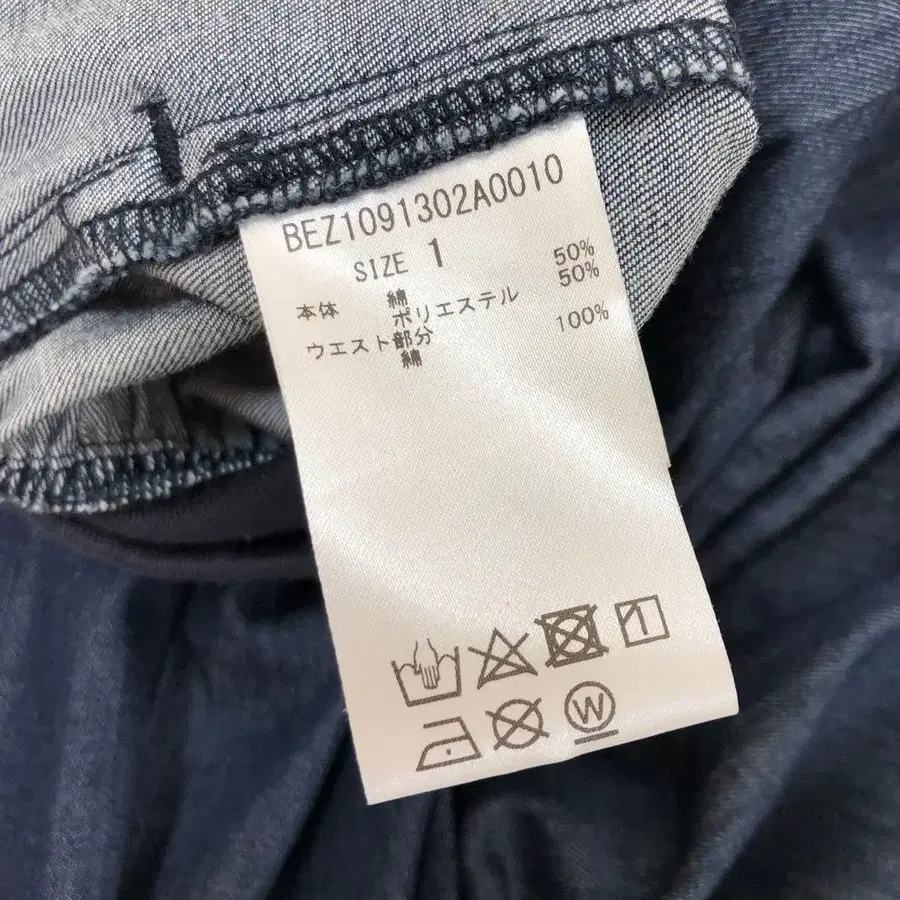 BEZ1091302A0010
SIZE 1
本体 綿 50%
ポリエステル 50%
ウエスト部分
綿 100%
W